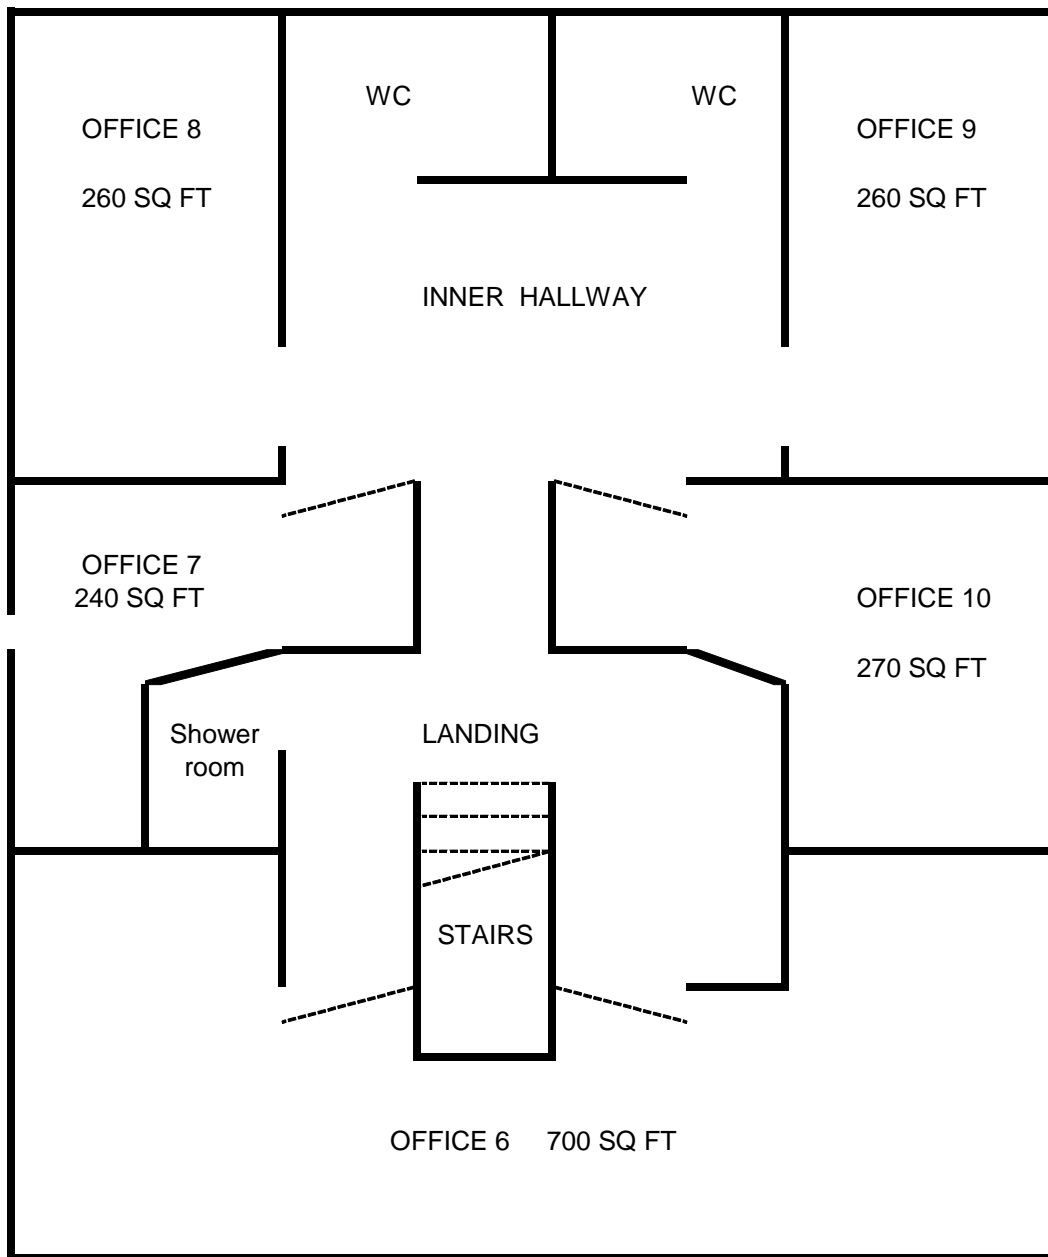 WC
WC
OFFICE 8
260 SQ FT
OFFICE 9
260 SQ FT
INNER HALLWAY
OFFICE 7
240 SQ FT
OFFICE 10
270 SQ FT
Shower
room
LANDING
STAIRS
OFFICE 6 700 SQ FT